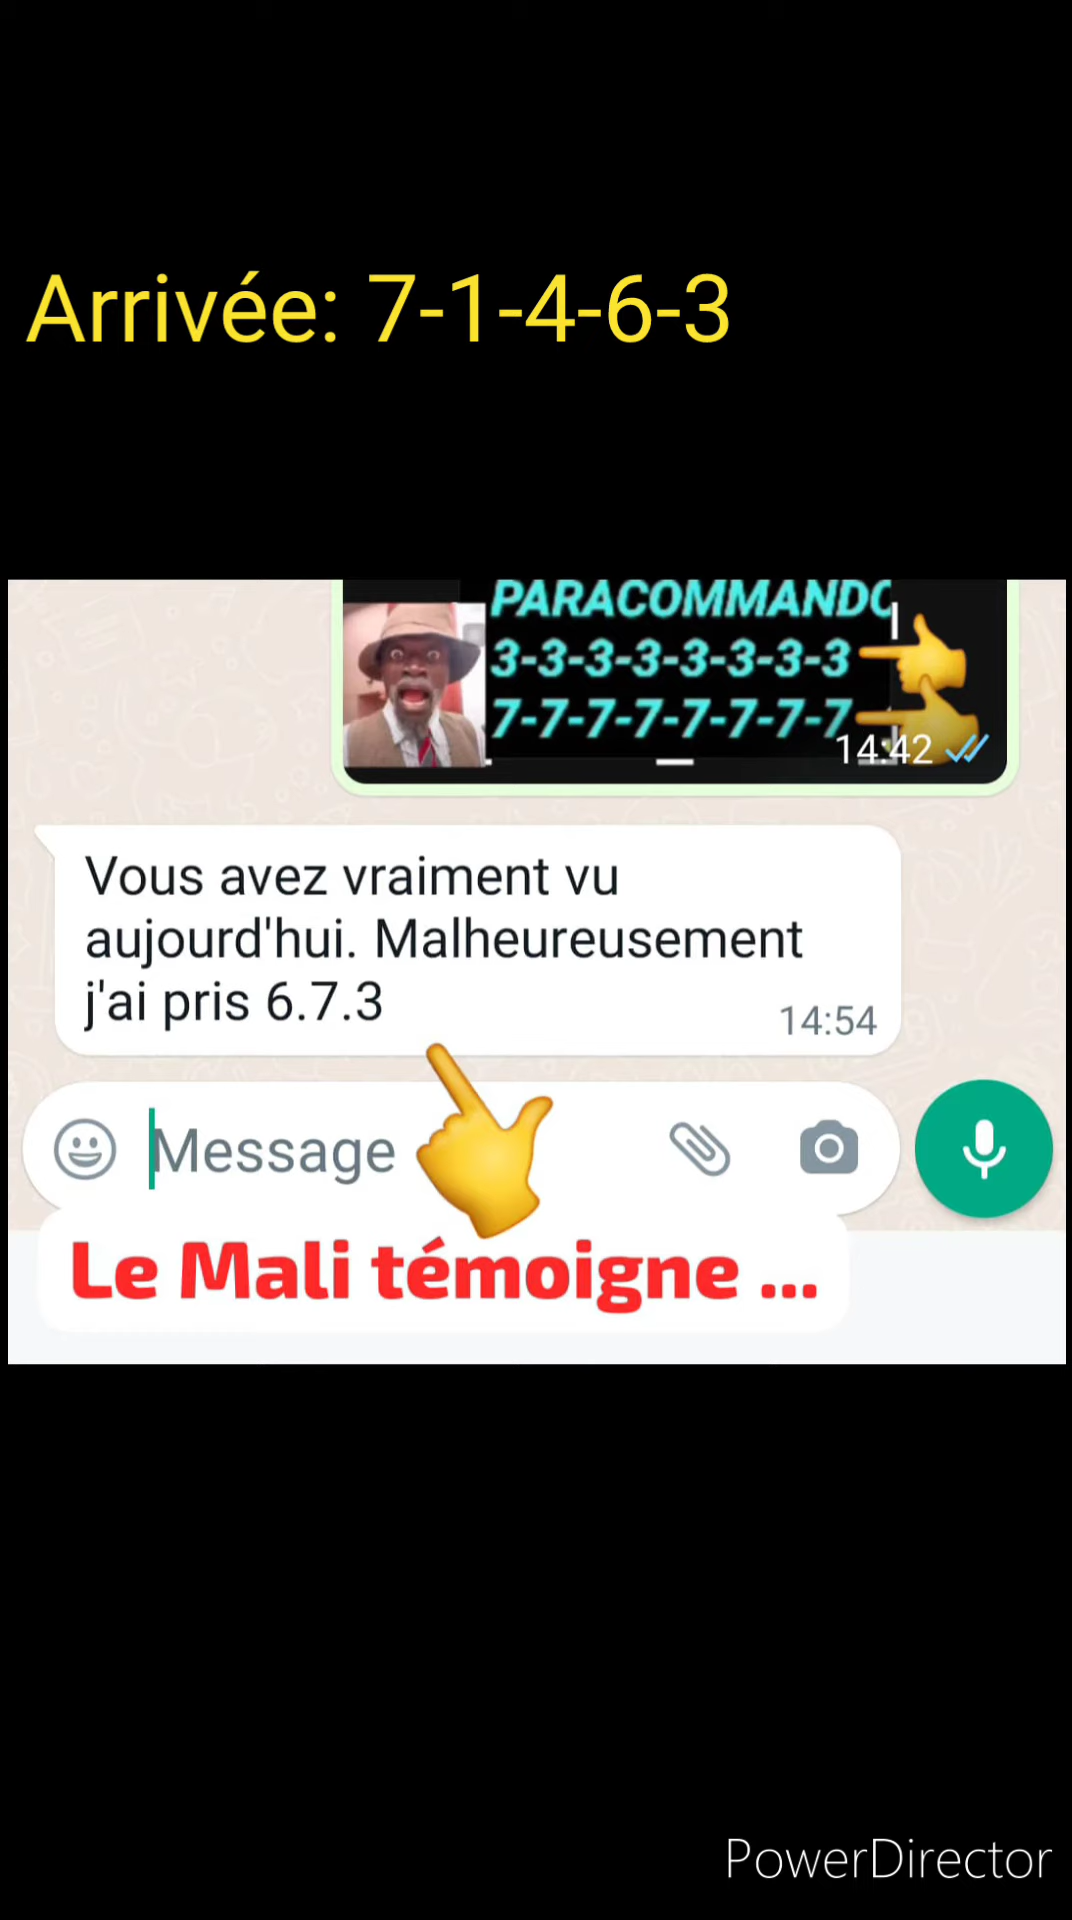 Arrivée: 7-1-4-6-3
PARACOMMANDO
3-3-3-3-3-3-3-3
7-7-7-7-7-7-7-7
14:42
Vous avez vraiment vu
aujourd'hui. Malheureusement
j'ai pris 6.7.3
14:54
Message
Le Mali témoigne ...
PowerDirector